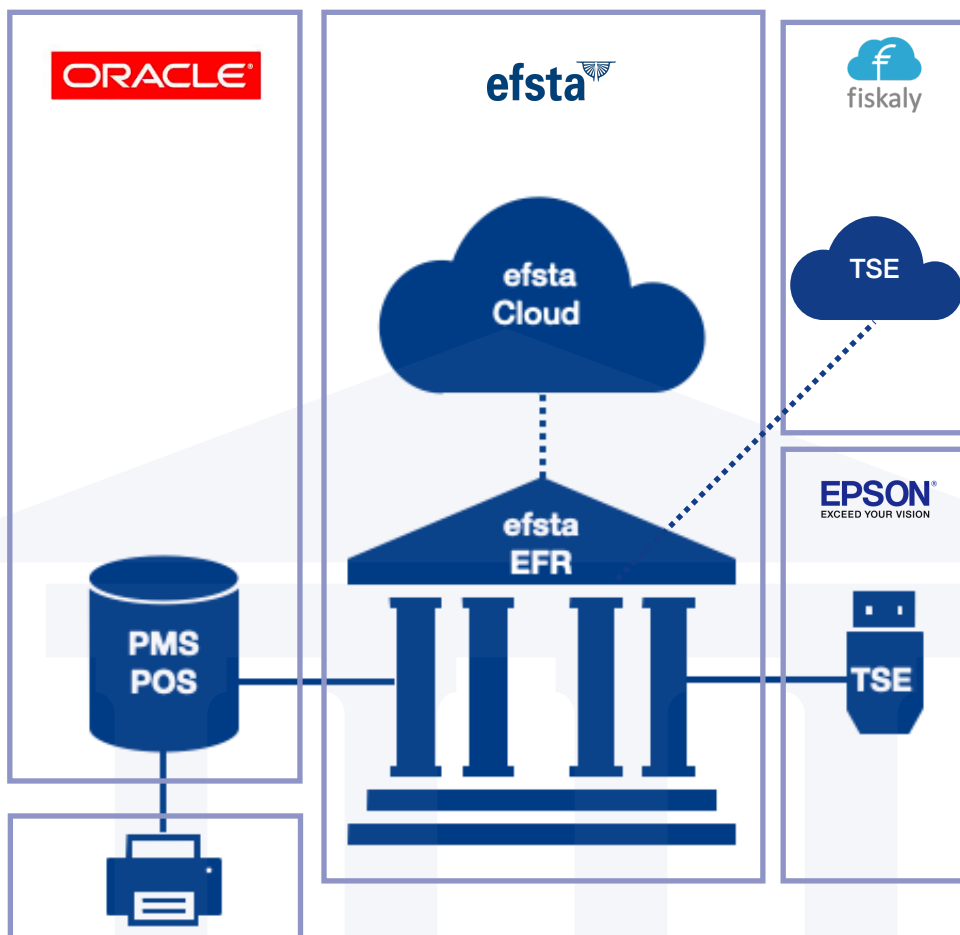 ORACLE®
efsta
fiskaly
efsta
Cloud
TSE
EPSON®
EXCEED YOUR VISION
efsta
EFR
PMS
POS
TSE